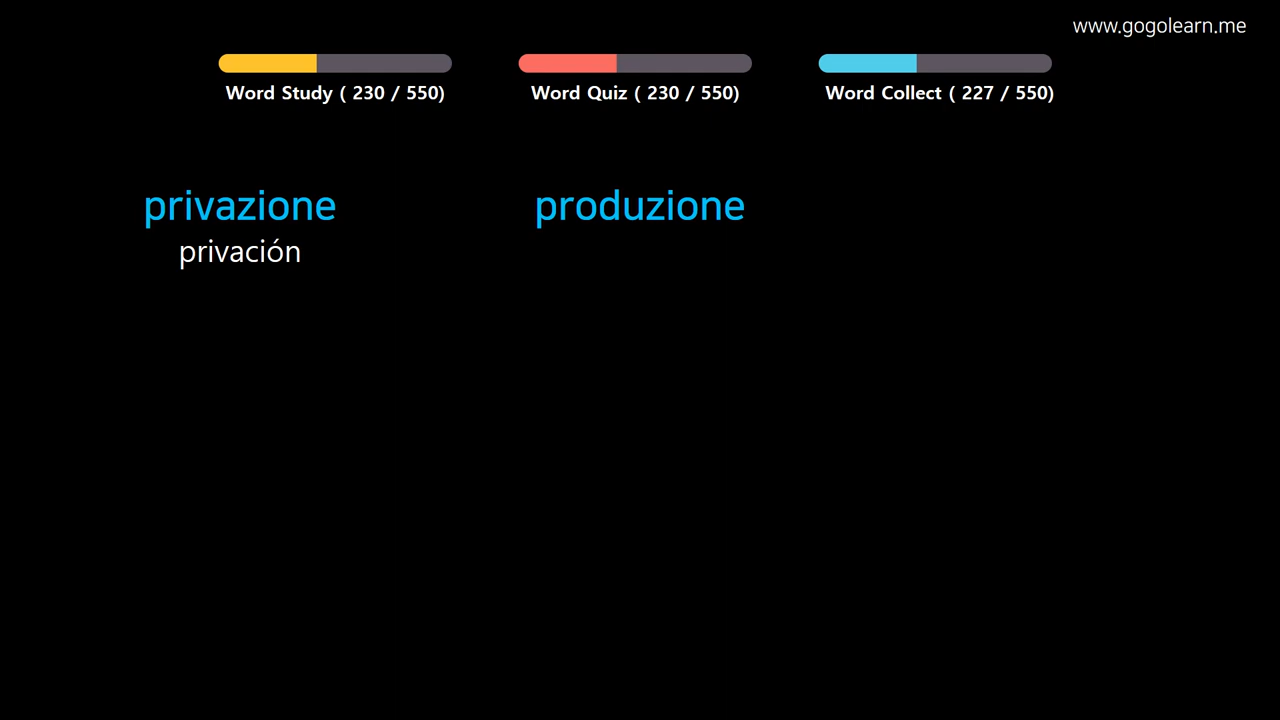 www.gogolearn.me
Word Study ( 230 / 550)
Word Quiz ( 230 / 550)
Word Collect ( 227 / 550)
privazione
privación
produzione